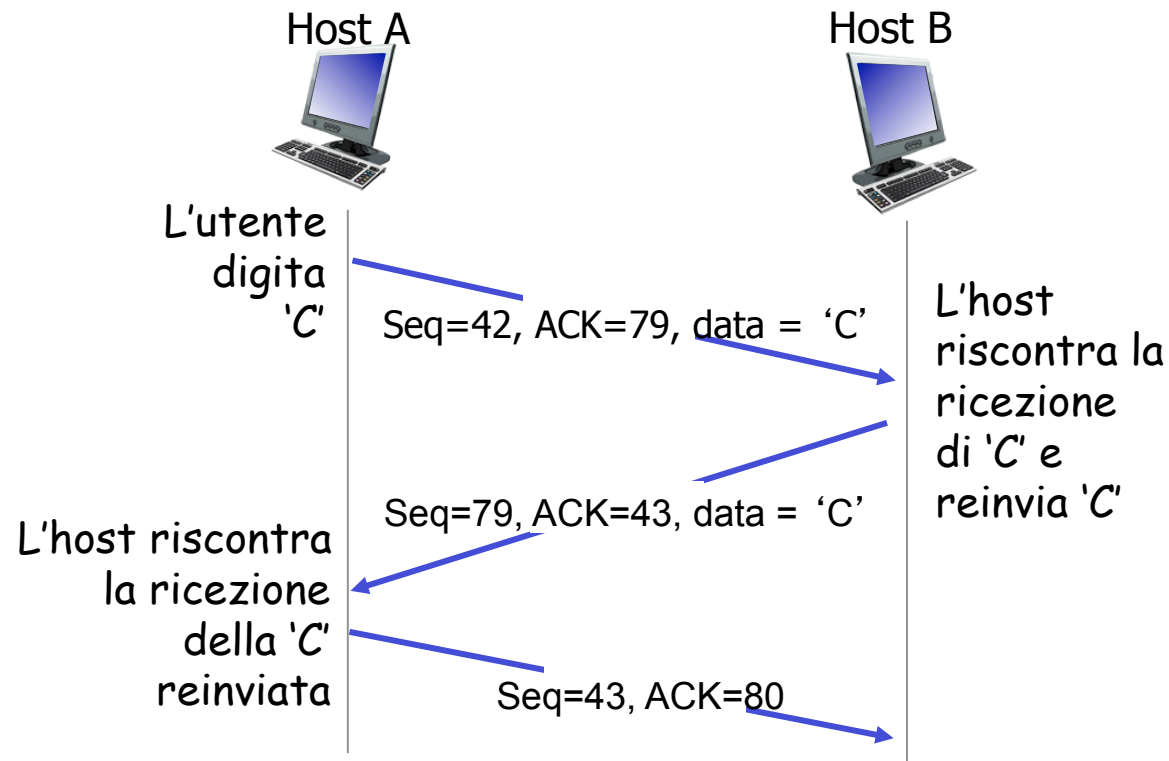 Host A
Host B
L'utente
digita
‘C’
Seq=42, ACK=79, data = ‘C’
L'host
riscontra la
ricezione
di ‘C’ e
reinvia ‘C’
Seq=79, ACK=43, data = ‘C’
L'host riscontra
la ricezione
della ‘C’
reinviata
Seq=43, ACK=80